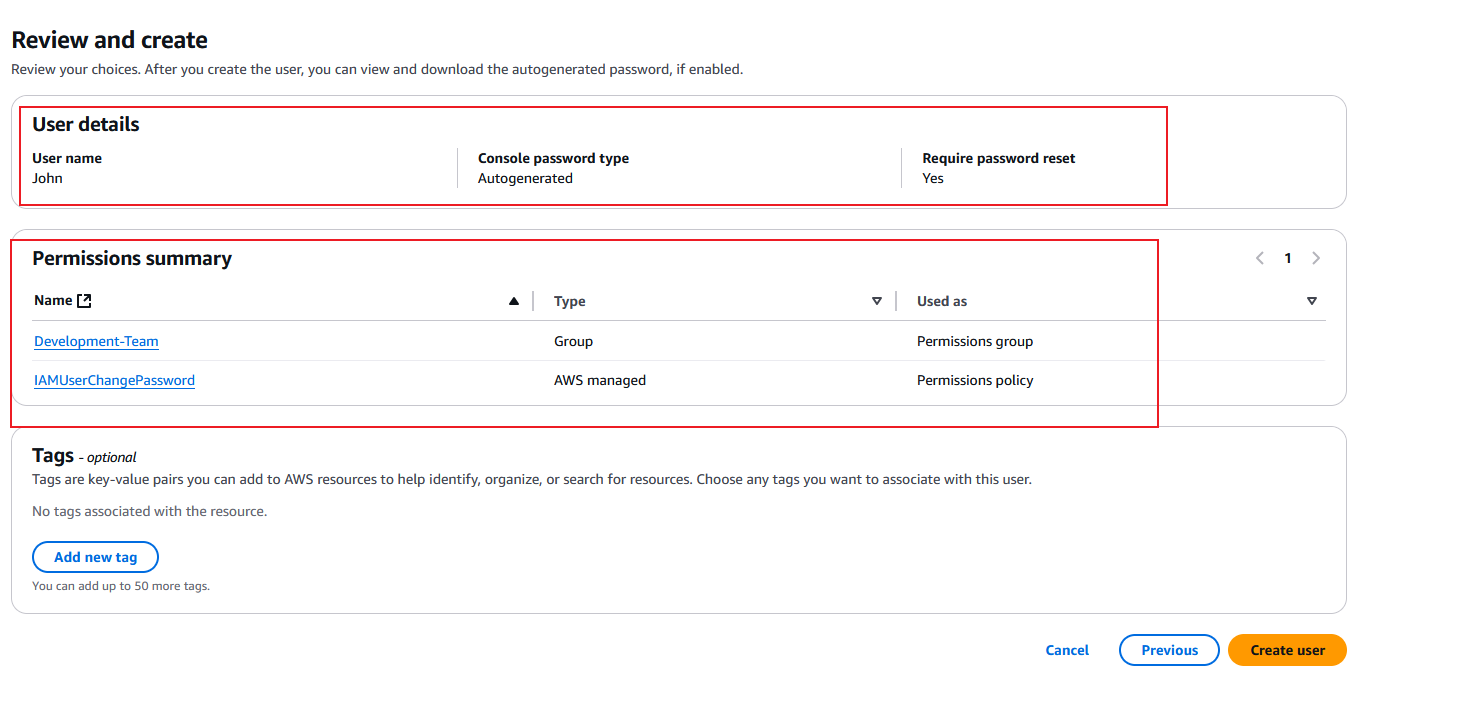 Review and create
Review your choices. After you create the user, you can view and download the autogenerated password, if enabled.
User details
User name Console password type Require password reset
John Autogenerated Yes
Permissions summary 1
Name Type Used as
Development-Team Group Permissions group
IAMUserChangePassword AWS managed Permissions policy
Tags - optional
Tags are key-value pairs you can add to AWS resources to help identify, organize, or search for resources. Choose any tags you want to associate with this user.
No tags associated with the resource.
Add new tag
You can add up to 50 more tags.
Cancel Previous Create user